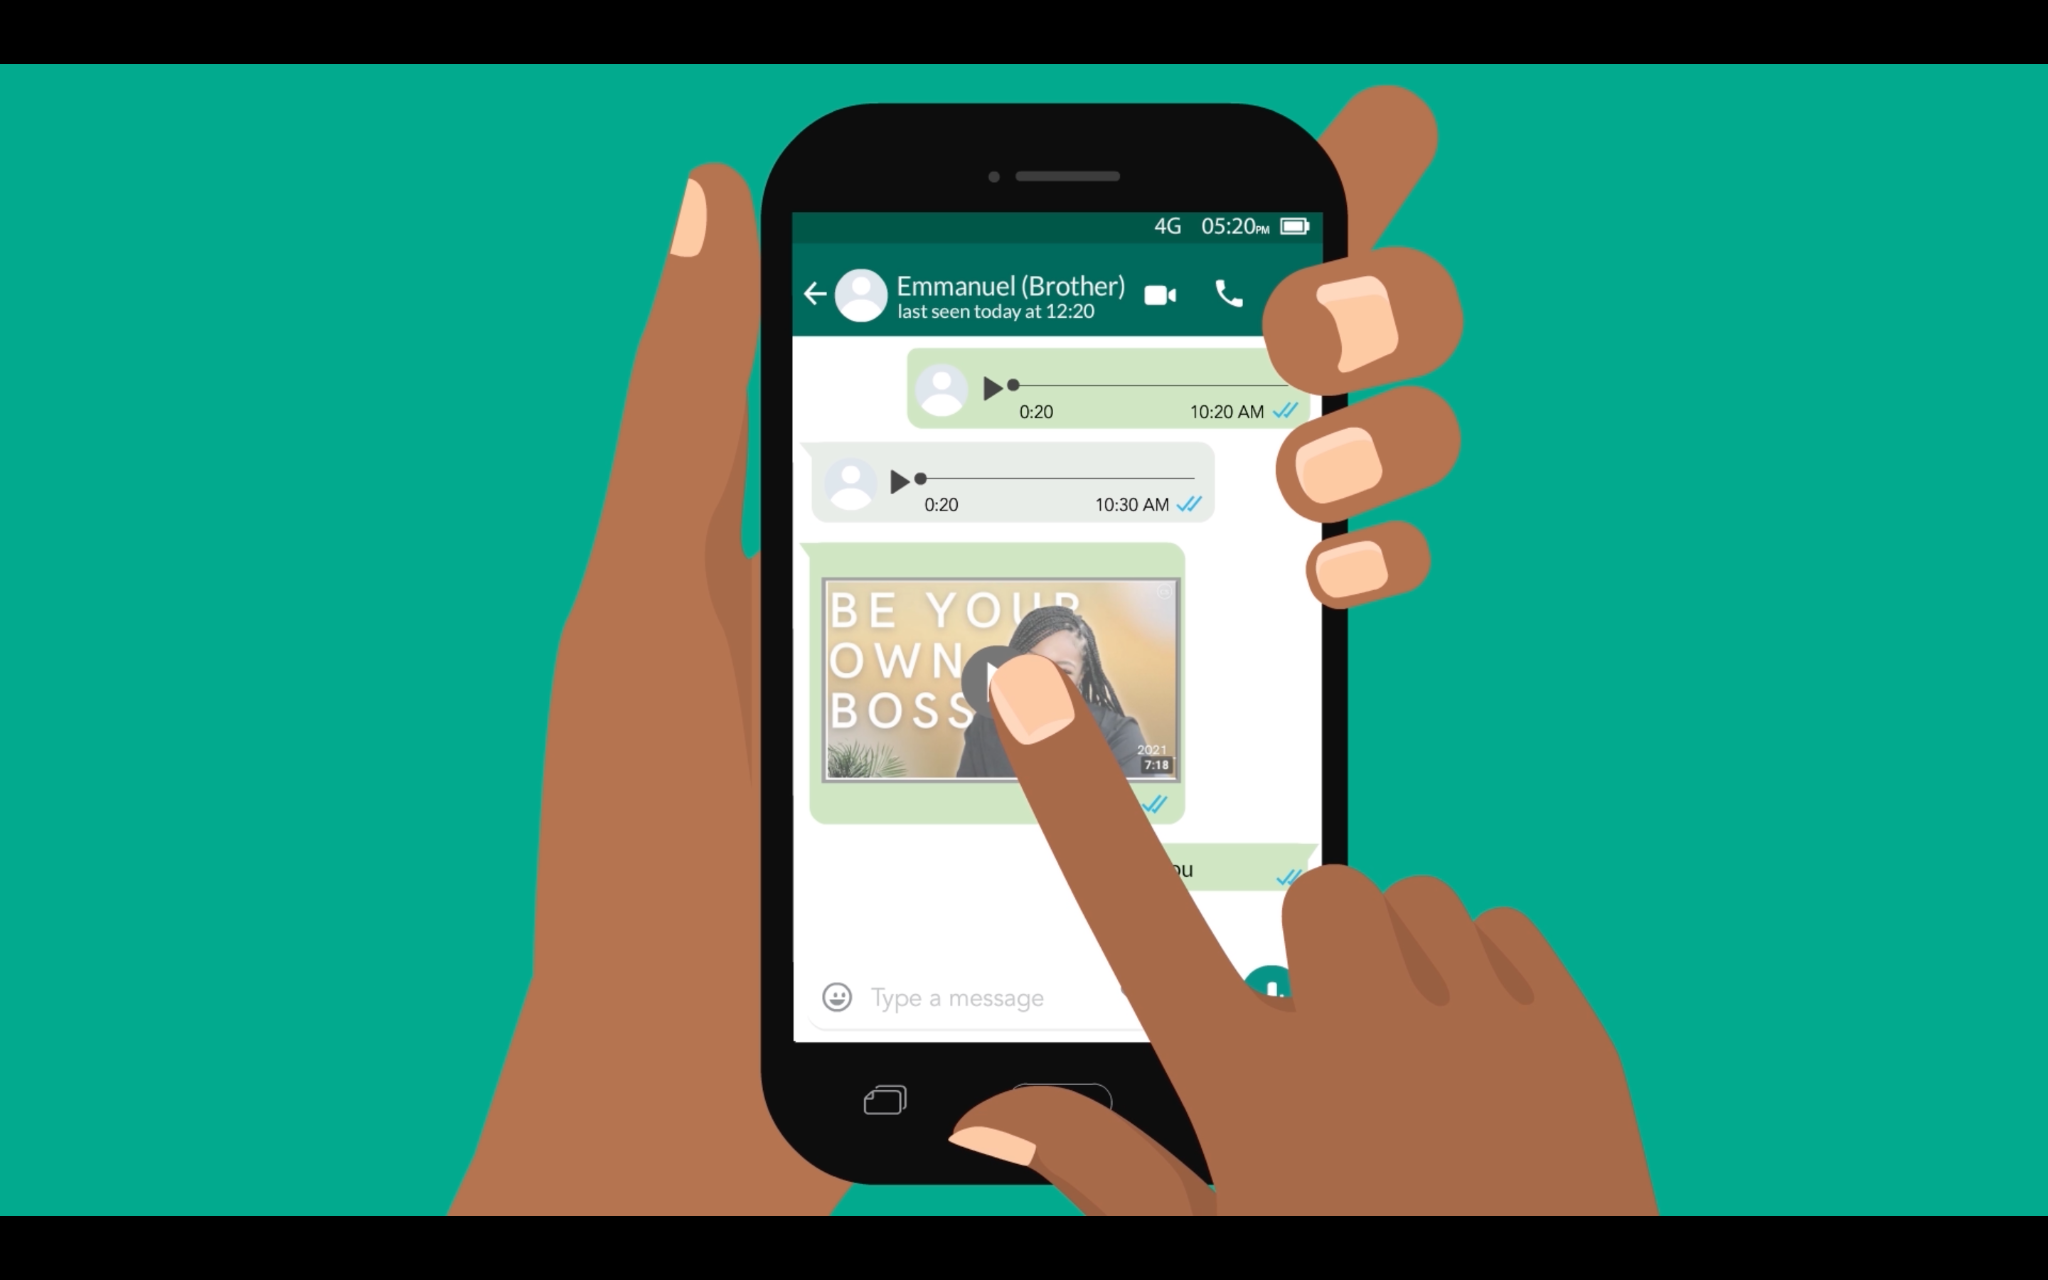 4G 05:20PM
Emmanuel (Brother)
last seen today at 12:20
0:20 10:20 AM
0:20 10:30 AM
BE YOUR
OWN
BOSS
2021
7:18
Type a message